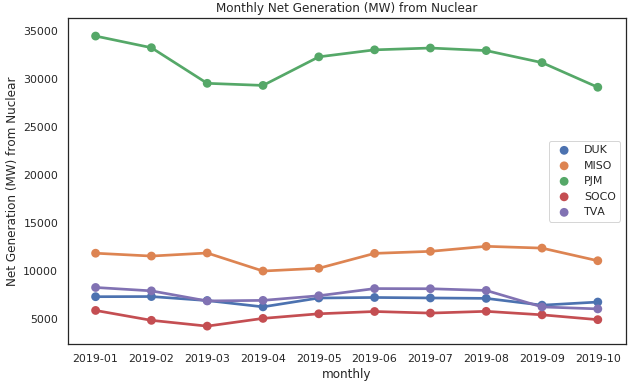 Monthly Net Generation (MW) from Nuclear
Net Generation (MW) from Nuclear
35000
30000
25000
20000
15000
10000
5000
DUK
MISO
PJM
SOCO
TVA
2019-01 2019-02 2019-03 2019-04 2019-05 2019-06 2019-07 2019-08 2019-09 2019-10
monthly